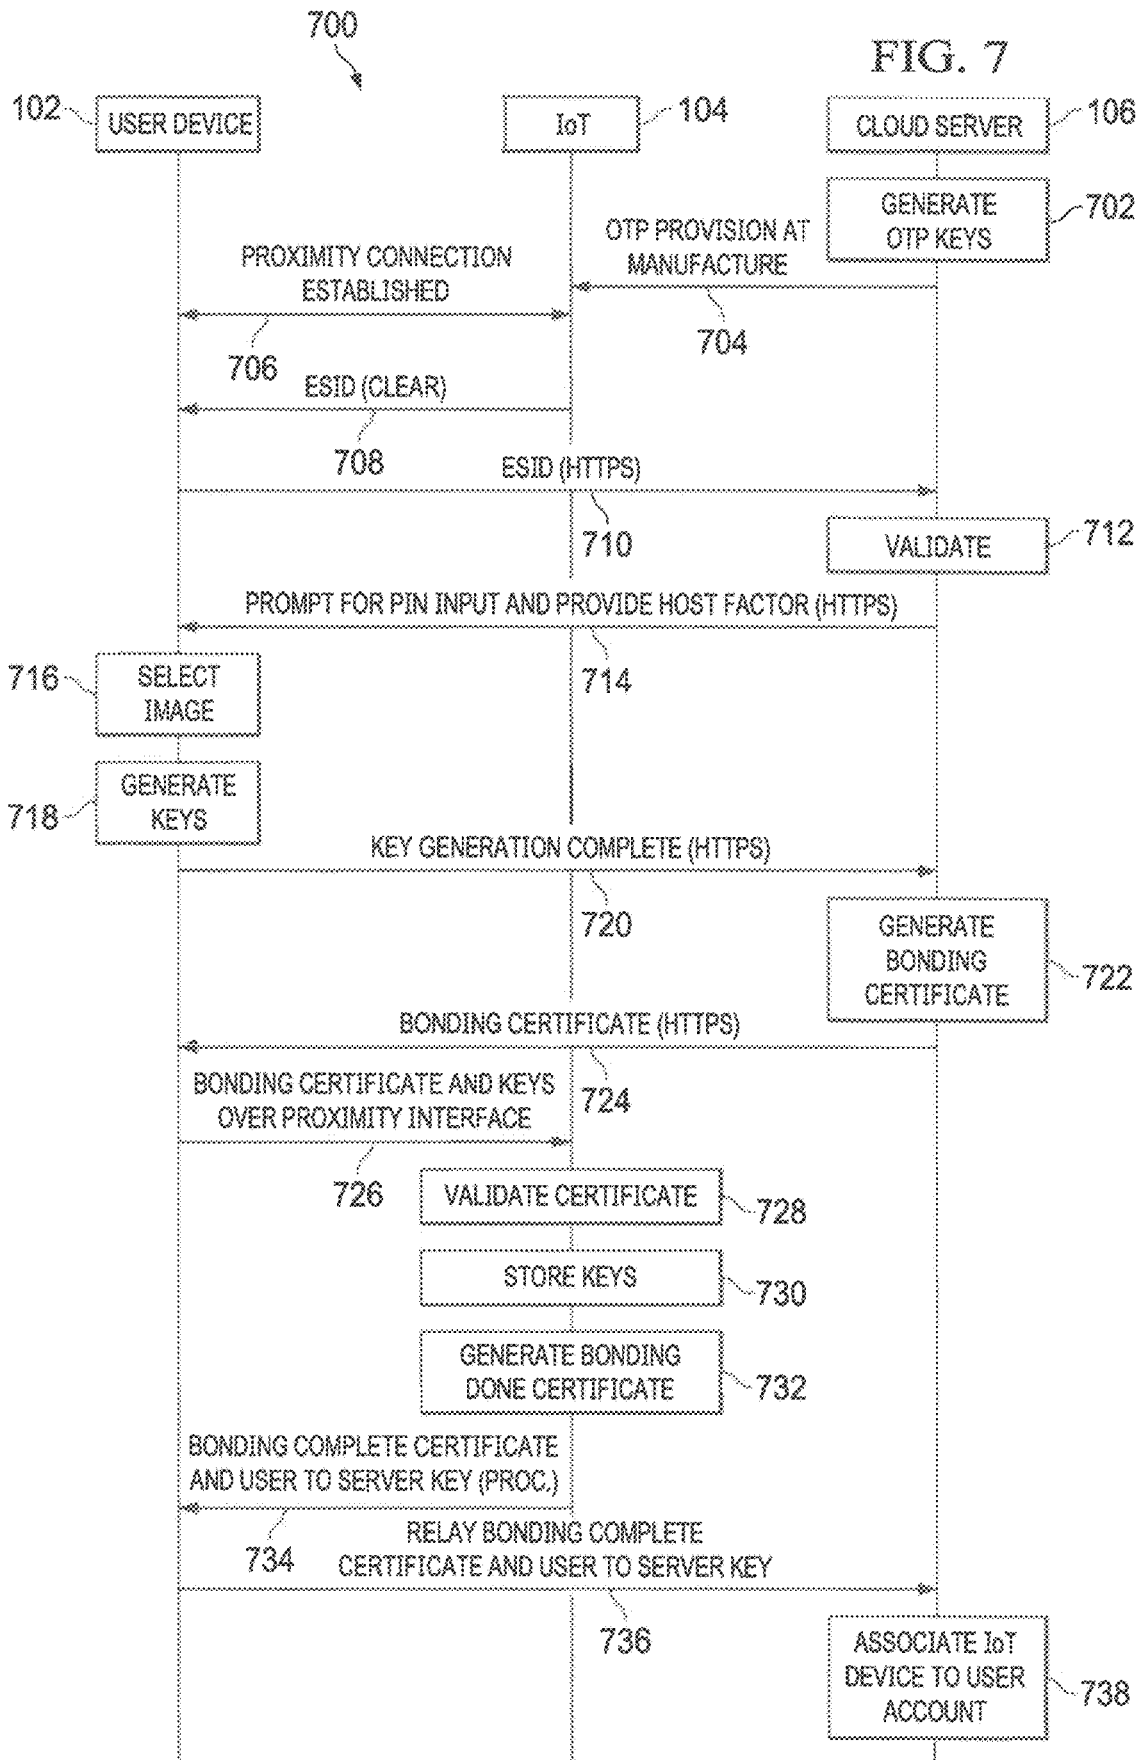 700
FIG. 7
102
USER DEVICE
IoT
104
CLOUD SERVER
106
GENERATE
OTP KEYS
702
OTP PROVISION AT
MANUFACTURE
704
PROXIMITY CONNECTION
ESTABLISHED
706
ESID (CLEAR)
708
ESID (HTTPS)
710
VALIDATE
712
PROMPT FOR PIN INPUT AND PROVIDE HOST FACTOR (HTTPS)
714
716
SELECT
IMAGE
718
GENERATE
KEYS
KEY GENERATION COMPLETE (HTTPS)
720
GENERATE
BONDING
CERTIFICATE
722
BONDING CERTIFICATE (HTTPS)
724
BONDING CERTIFICATE AND KEYS
OVER PROXIMITY INTERFACE
726
VALIDATE CERTIFICATE
728
STORE KEYS
730
GENERATE BONDING
DONE CERTIFICATE
732
BONDING COMPLETE CERTIFICATE
AND USER TO SERVER KEY (PROC.)
734
RELAY BONDING COMPLETE
CERTIFICATE AND USER TO SERVER KEY
736
ASSOCIATE IoT
DEVICE TO USER
ACCOUNT
738